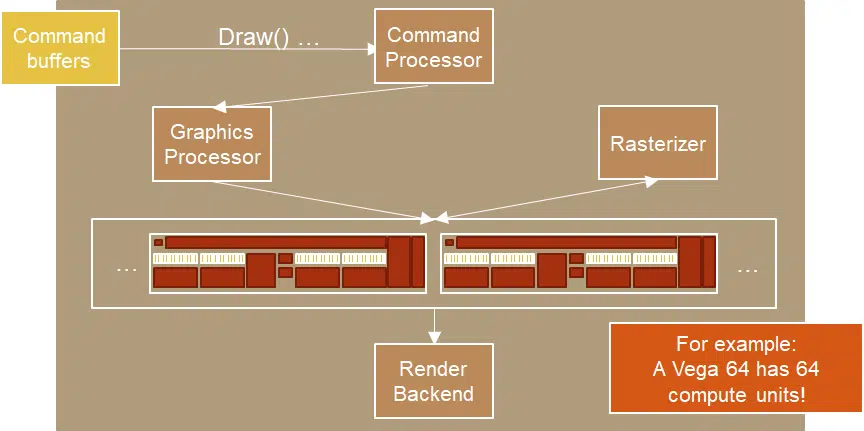 Command
buffers
Draw() ...
Command
Processor
Graphics
Processor
Rasterizer
...
...
Render
Backend
For example:
A Vega 64 has 64
compute units!